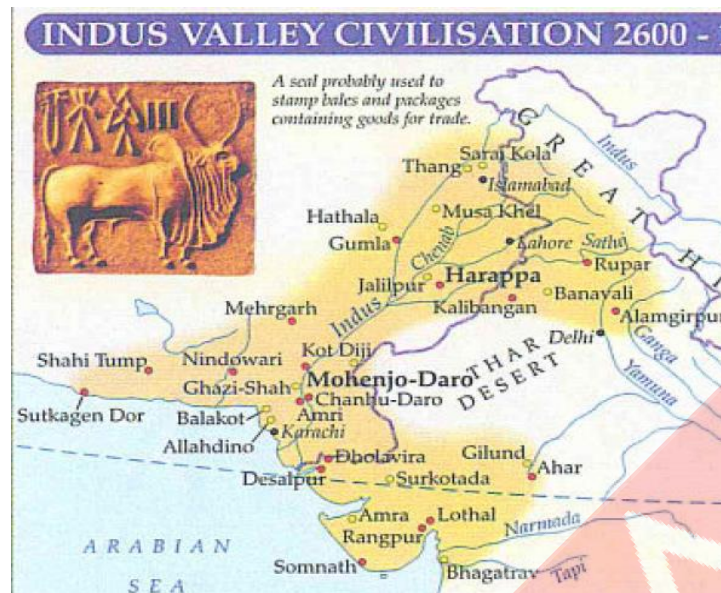 INDUS VALLEY CIVILISATION 2600 -
A seal probably used to
stamp bales and packages
containing goods for trade.
GREAT H
Indus
Sarai Kola
Thang
Islamabad
Hathala
Musa Khel
Gumla
Chenab
Lahore
Rupar
Jalilpur
Harappa
Kalibangan
Banavali
Indus
Mehrgarh
Alamgirpur
Delhi
Ganga
Yamuna
Kot Diji
THAR
DESERT
Shahi Tump
Nindowari
Mohenjo-Daro
Ghazi-Shah
Chanhu-Daro
Sutkagen Dor
Balakot
Amri
Karachi
Allahdino
Dholavira
Gilund
Ahar
Desalpur
Surkotada
Amra
Lothal
Rangpur
Narmada
ARABIAN
SEA
Somnath
Bhagatrav
Tapi